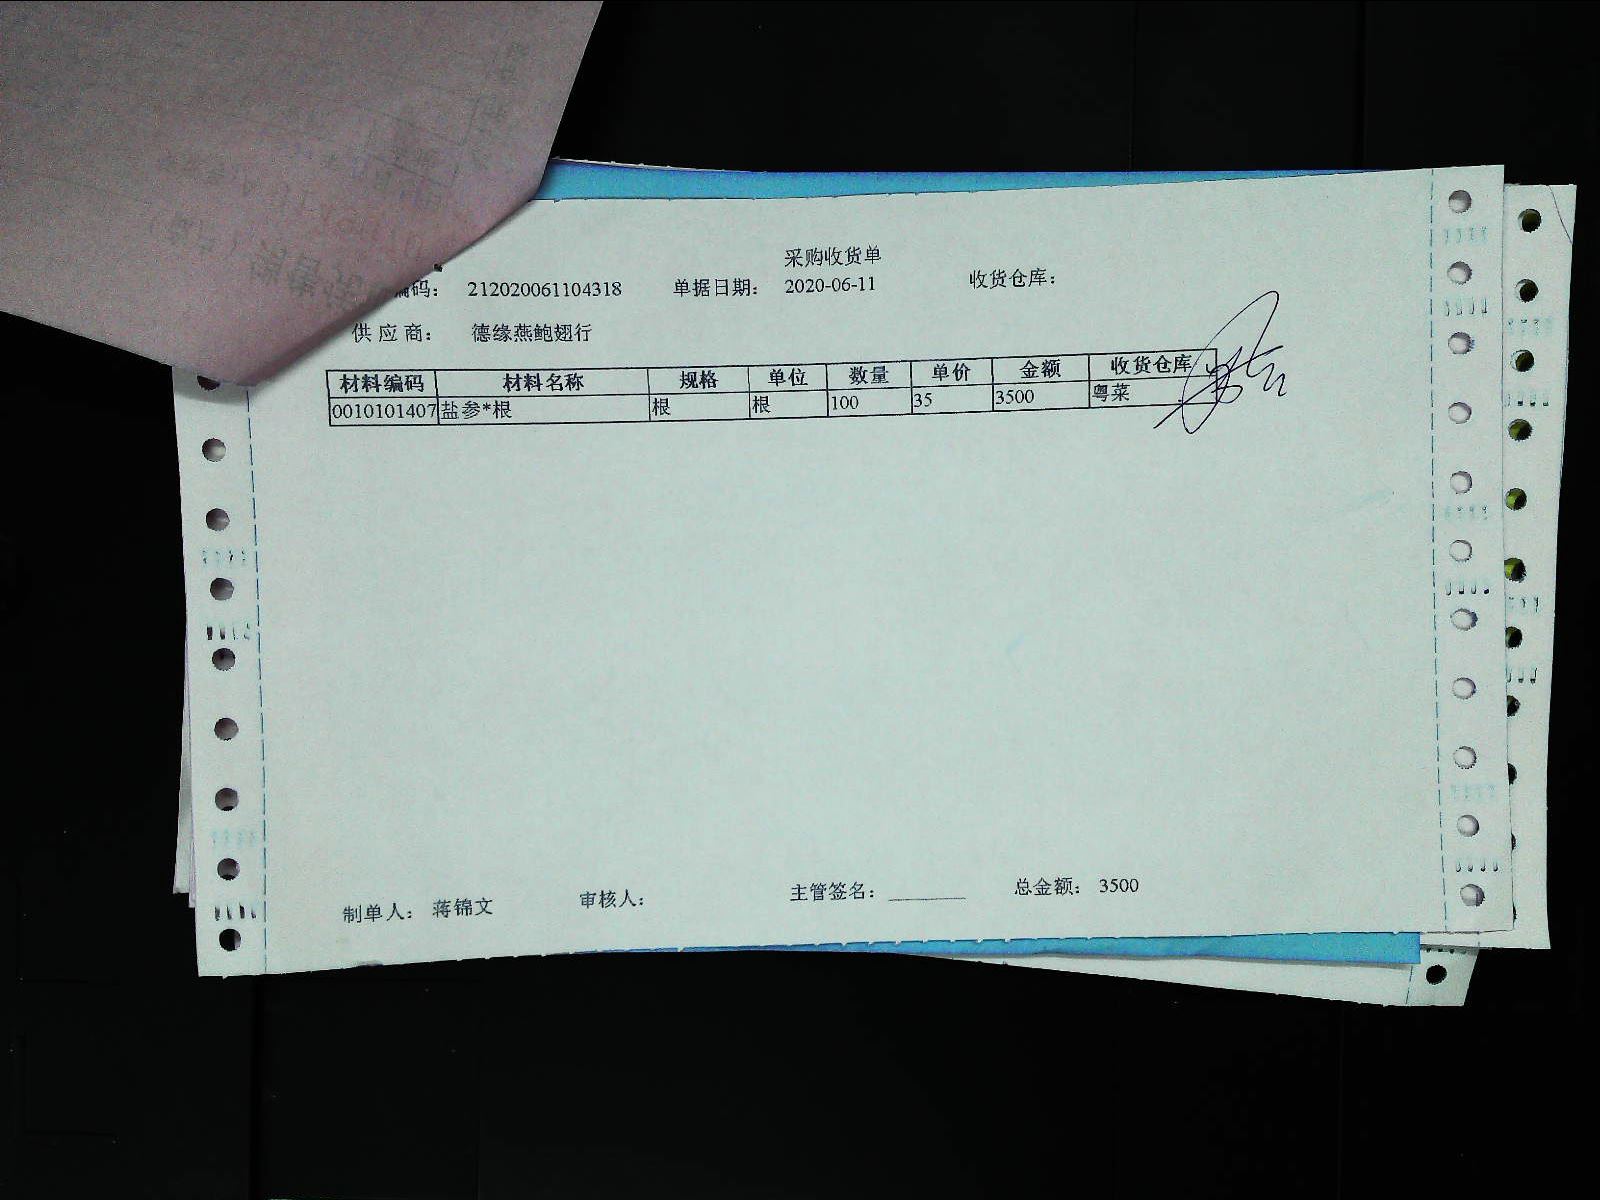 采购收货单
编码： 212020061104318 单据日期： 2020-06-11 收货仓库：
供应商： 德缘燕鲍翅行
材料编码 材料名称 规格 单位 数量 单价 金额 收货仓库
0010101407 盐参*根 根 根 100 35 3500 粤菜
制单人： 蒋锦文 审核人： 主管签名：_______ 总金额： 3500